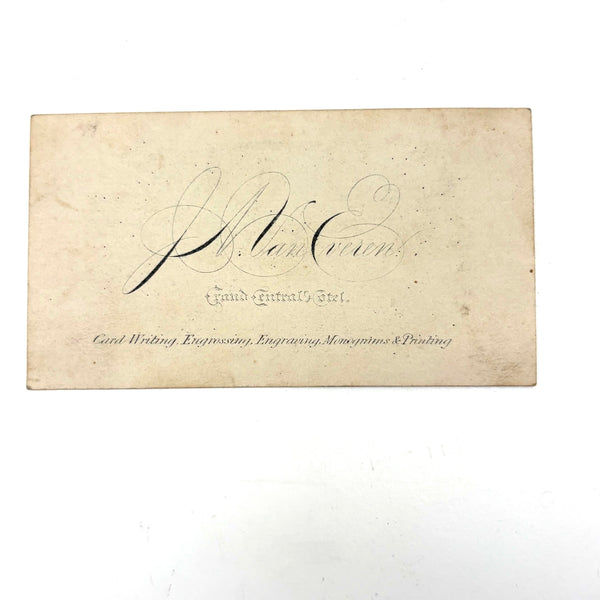 J. A. Van Everen.
Grand Central Hotel.
Card Writing, Engrossing, Engraving, Monograms & Printing